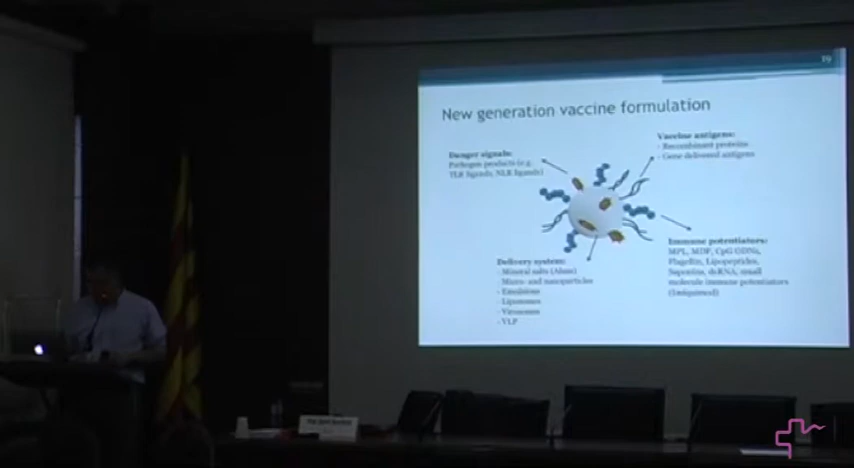 19
New generation vaccine formulation
Danger signals:
Pathogen products (e.g.
TLR ligands, NLR ligands)
Vaccine antigens:
- Recombinant proteins
- Gene delivered antigens
Immune potentiators:
MPL, MDP, CpG ODNs,
Flagellin, Lipopeptides,
Saponins, dsRNA, small
molecule immune potentiators
(Imiquimod)
Delivery system:
- Mineral salts (Alum)
- Micro- and nanoparticles
- Emulsions
- Liposomes
- Virosomes
- VLP